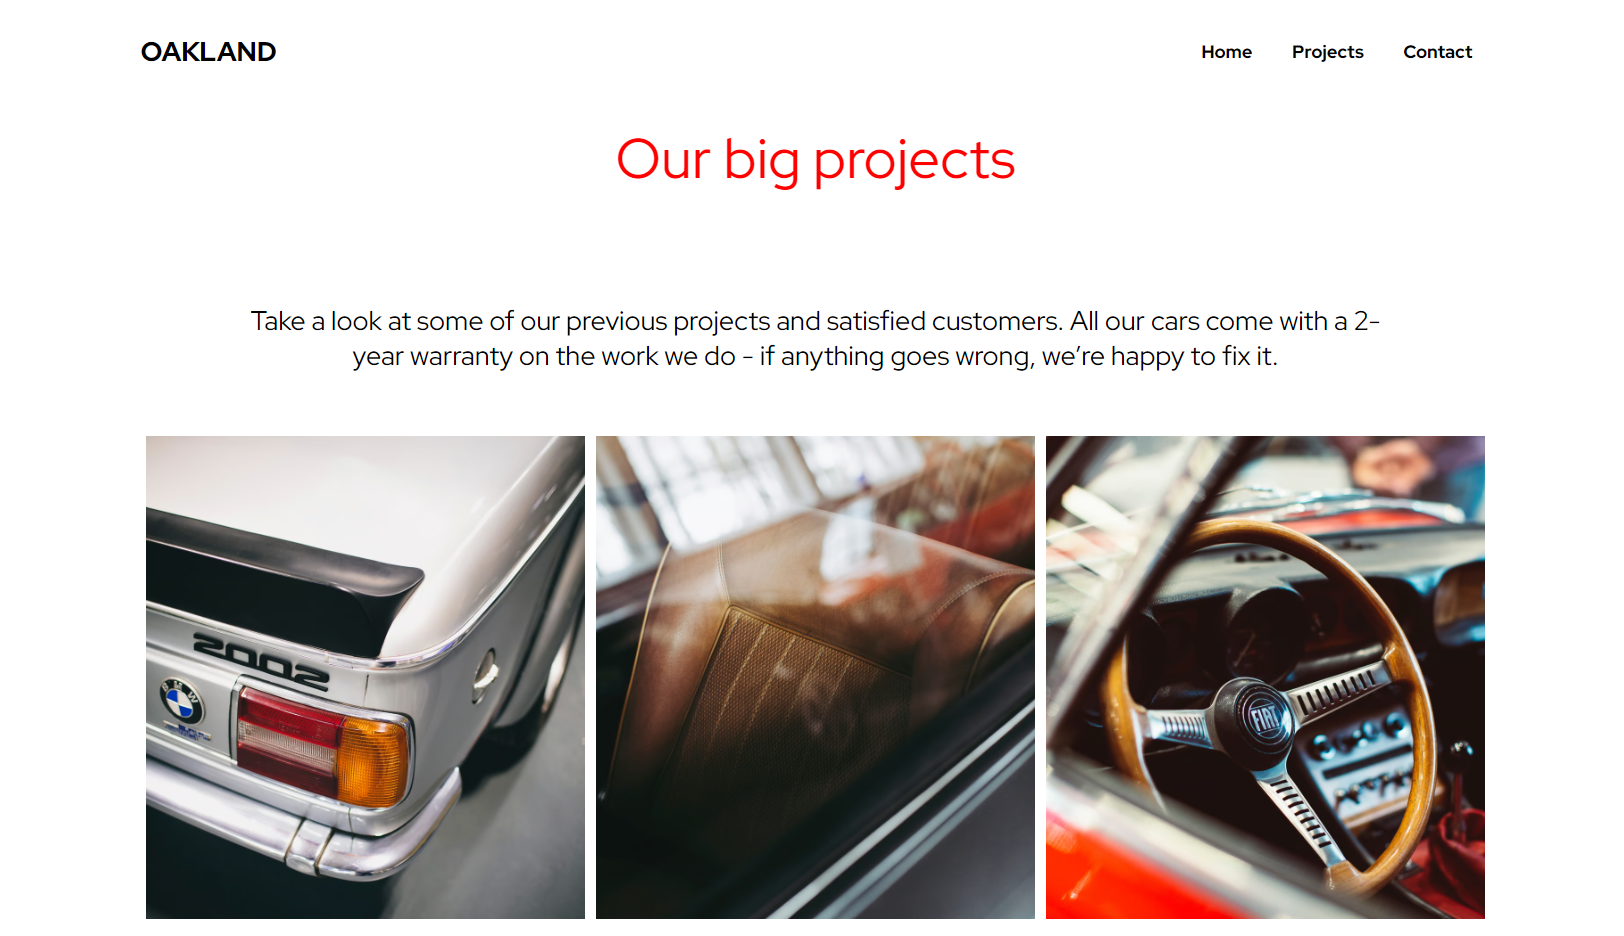 OAKLAND
Home Projects Contact
Our big projects
Take a look at some of our previous projects and satisfied customers. All our cars come with a 2-
year warranty on the work we do - if anything goes wrong, we’re happy to fix it.
2002
BMW
FIAT